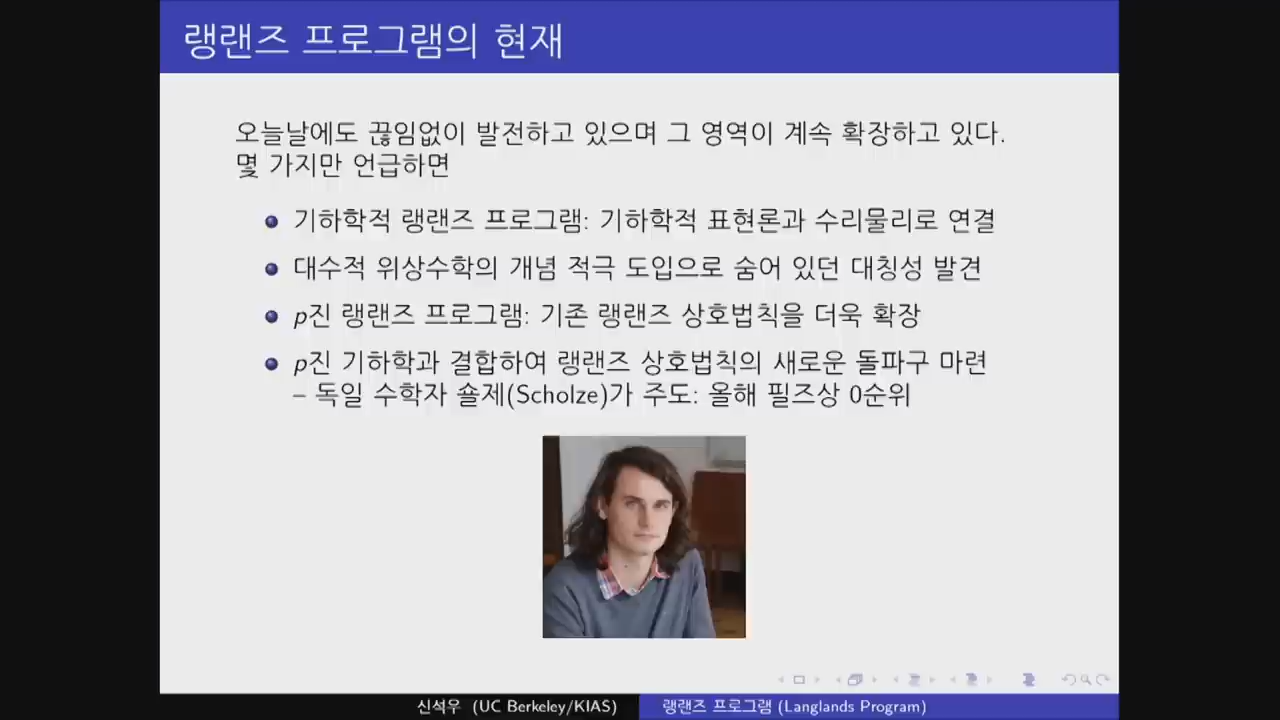 랭랜즈 프로그램의 현재
오늘날에도 끊임없이 발전하고 있으며 그 영역이 계속 확장하고 있다.
몇 가지만 언급하면
기하학적 랭랜즈 프로그램: 기하학적 표현론과 수리물리로 연결
대수적 위상수학의 개념 적극 도입으로 숨어 있던 대칭성 발견
p진 랭랜즈 프로그램: 기존 랭랜즈 상호법칙을 더욱 확장
p진 기하학과 결합하여 랭랜즈 상호법칙의 새로운 돌파구 마련
– 독일 수학자 숄제(Scholze)가 주도: 올해 필즈상 0순위
신석우 (UC Berkeley/KIAS)
랭랜즈 프로그램 (Langlands Program)